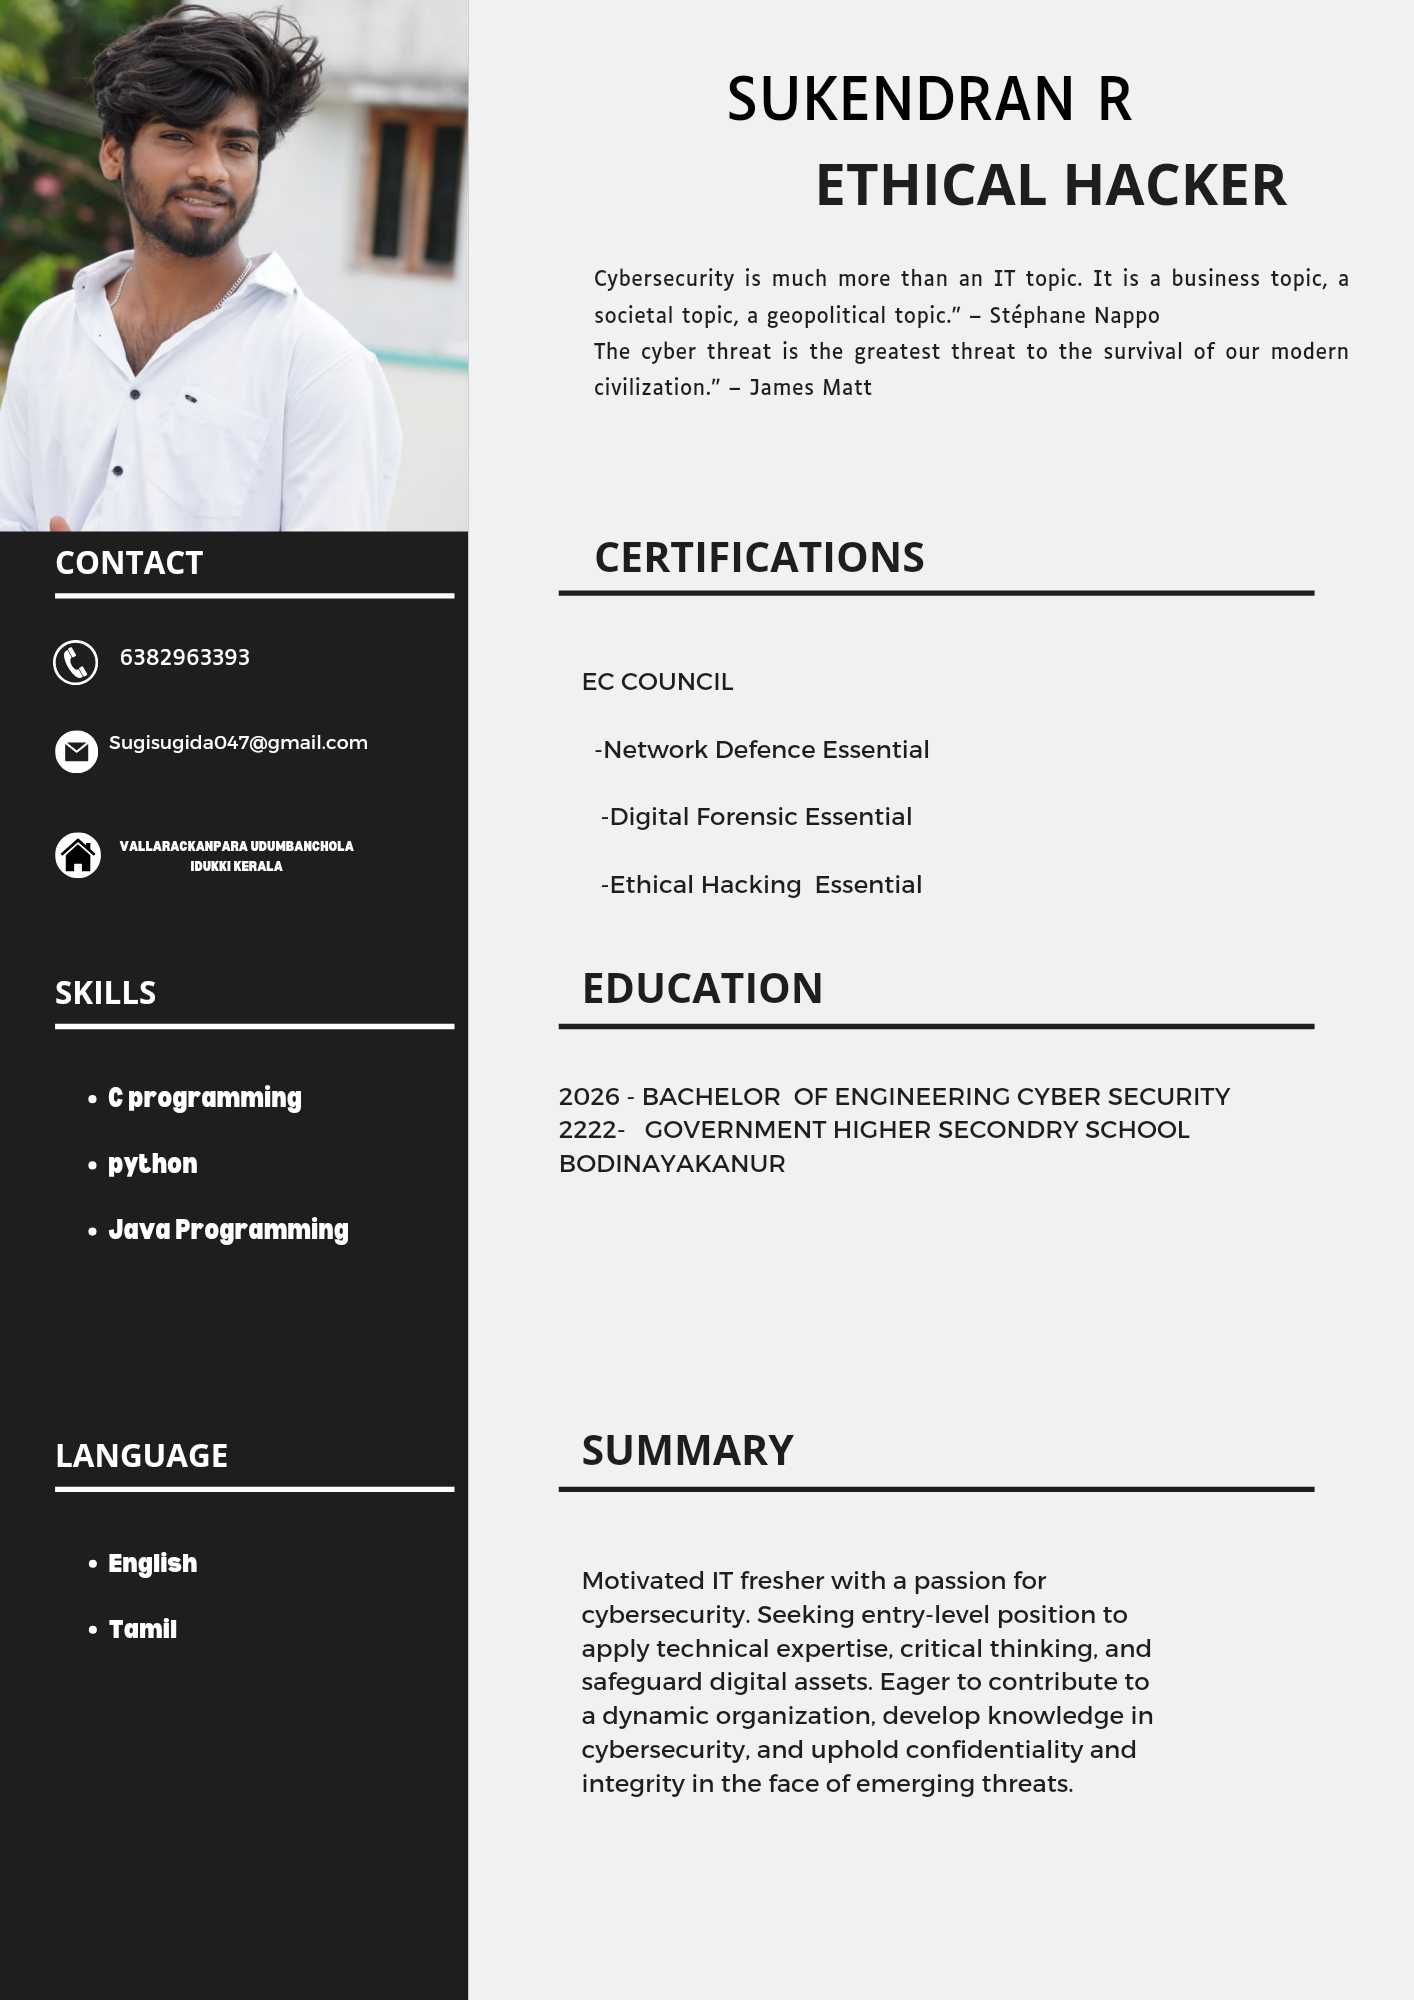 SUKENDRAN R
ETHICAL HACKER
Cybersecurity is much more than an IT topic. It is a business topic, a
societal topic, a geopolitical topic.” – Stéphane Nappo
The cyber threat is the greatest threat to the survival of our modern
civilization.” – James Matt
CONTACT
6382963393
Sugisugida047@gmail.com
VALLARACKANPARA UDUMBANCHOLA
IDUKKI KERALA
SKILLS
• C programming
• python
• Java Programming
LANGUAGE
• English
• Tamil
CERTIFICATIONS
EC COUNCIL
-Network Defence Essential
-Digital Forensic Essential
-Ethical Hacking  Essential
EDUCATION
2026 - BACHELOR  OF ENGINEERING CYBER SECURITY
2222-   GOVERNMENT HIGHER SECONDRY SCHOOL
BODINAYAKANUR
SUMMARY
Motivated IT fresher with a passion for
cybersecurity. Seeking entry-level position to
apply technical expertise, critical thinking, and
safeguard digital assets. Eager to contribute to
a dynamic organization, develop knowledge in
cybersecurity, and uphold confidentiality and
integrity in the face of emerging threats.